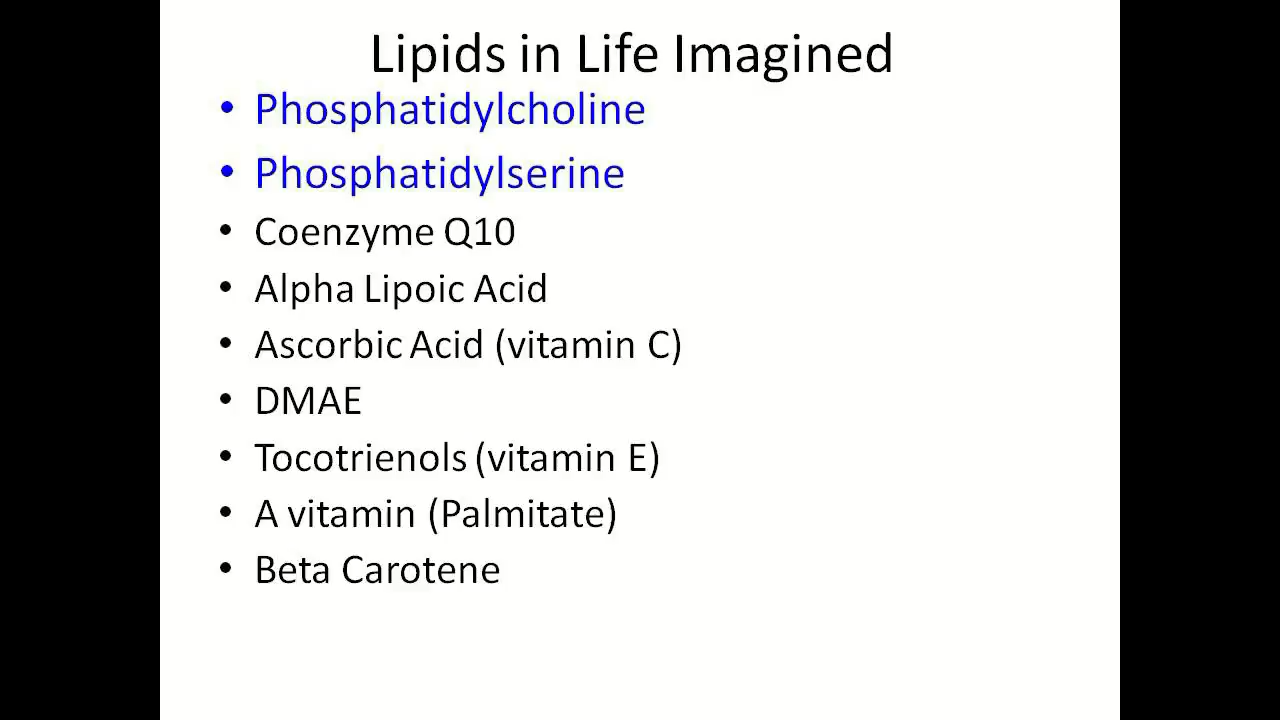 Lipids in Life Imagined
• Phosphatidylcholine
• Phosphatidylserine
• Coenzyme Q10
• Alpha Lipoic Acid
• Ascorbic Acid (vitamin C)
• DMAE
• Tocotrienols (vitamin E)
• A vitamin (Palmitate)
• Beta Carotene